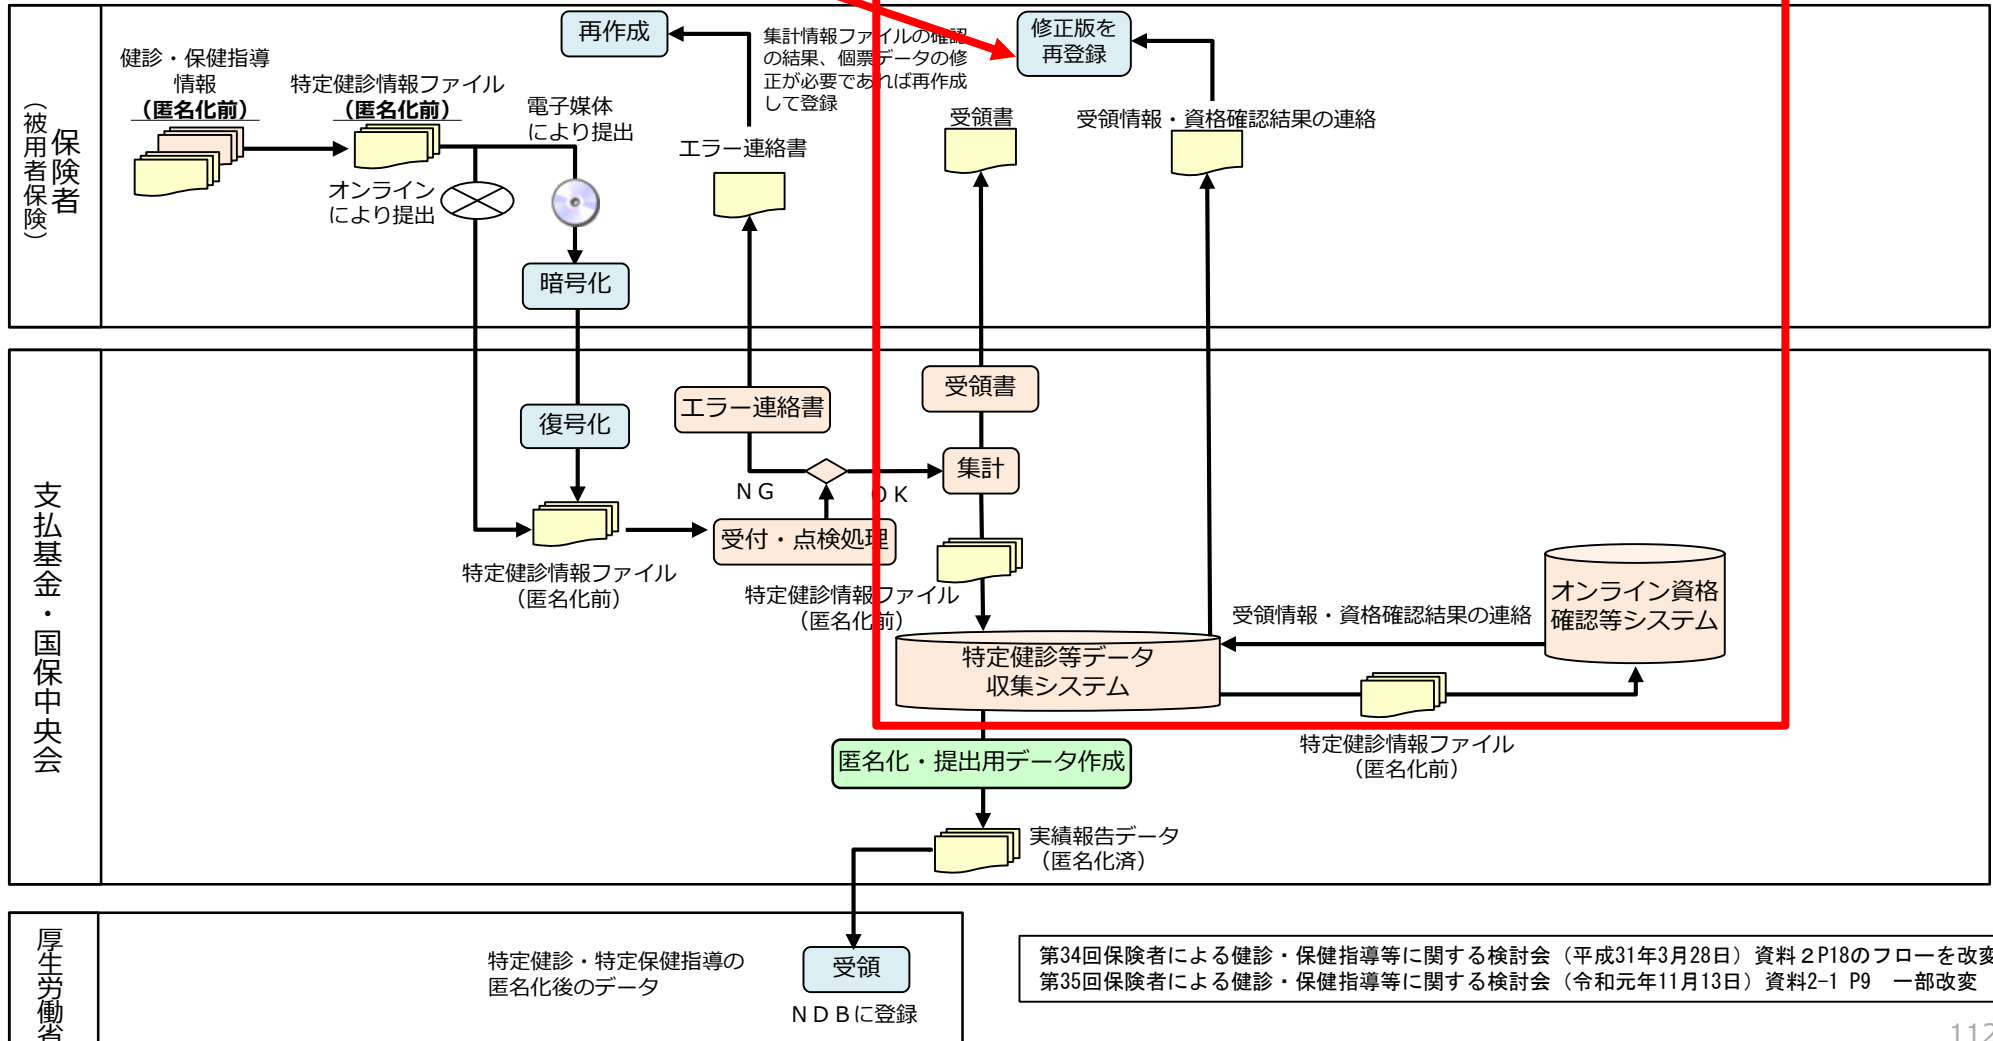 保険者
（被用者保険）
健診・保健指導
情報
（匿名化前）
特定健診情報ファイル
（匿名化前）
電子媒体
により提出
オンライン
により提出
暗号化
再作成
集計情報ファイルの確認
の結果、個票データの修
正が必要であれば再作成
して登録
エラー連絡書
受領書
修正版を
再登録
受領情報・資格確認結果の連絡
支払基金・国保中央会
復号化
特定健診情報ファイル
（匿名化前）
エラー連絡書
ＮＧ
ＯＫ
受付・点検処理
受領書
集計
特定健診情報ファイル
（匿名化前）
特定健診等データ
収集システム
受領情報・資格確認結果の連絡
オンライン資格
確認等システム
特定健診情報ファイル
（匿名化前）
匿名化・提出用データ作成
実績報告データ
（匿名化済）
厚生労働省
特定健診・特定保健指導の
匿名化後のデータ
受領
ＮＤＢに登録
第34回保険者による健診・保健指導等に関する検討会（平成31年3月28日）資料２P18のフローを改変
第35回保険者による健診・保健指導等に関する検討会（令和元年11月13日）資料2-1 P9　一部改変
112